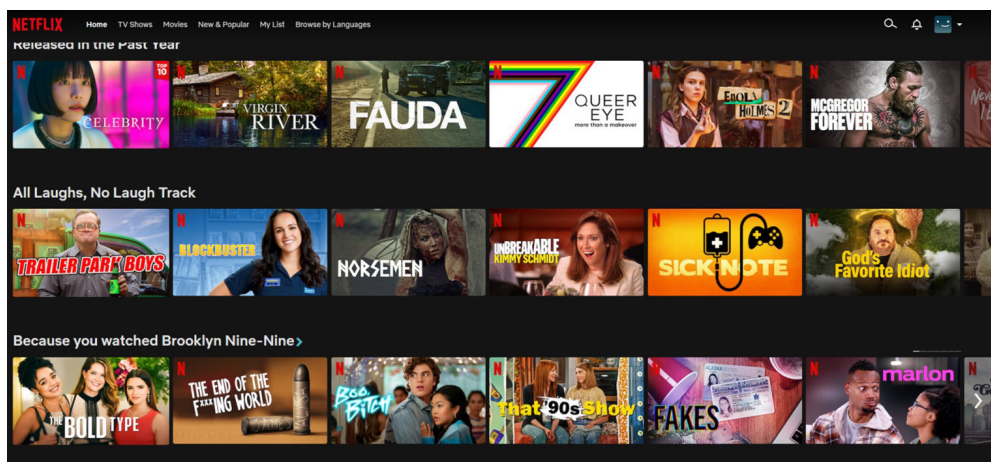 NETFLIX Home TV Shows Movies New & Popular My List Browse by Languages
Released in the Past Year
N
TOP
10
CELEBRITY
N
VIRGIN
RIVER
N
FAUDA
N
QUEER
EYE
more than a makeover
N
ENOLA
HOLMES 2
N
MCGREGOR
FOREVER
All Laughs, No Laugh Track
N
TRAILER PARK BOYS
N
BLOCKBUSTER
N
NORSEMEN
N
UNBREAKABLE
KIMMY SCHMIDT
N
SICK NOTE
N
God's
Favorite Idiot
Because you watched Brooklyn Nine-Nine>
THE BOLD TYPE
N
THE END OF THE
F***ING WORLD
N
Boo,
Bitch
N
That '90s Show
N
FAKES
N
marlon
N